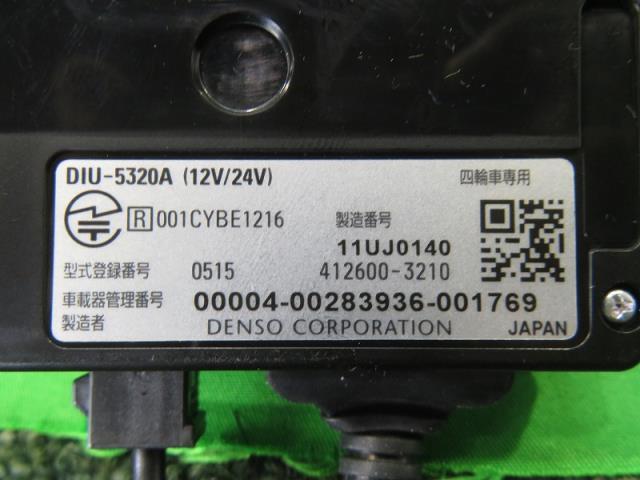 DIU-5320A (12V/24V) 四輪車専用
R 001CYBE1216 製造番号
11UJ0140
型式登録番号 0515 412600-3210
車載器管理番号 00004-00283936-001769
製造者 DENSO CORPORATION JAPAN